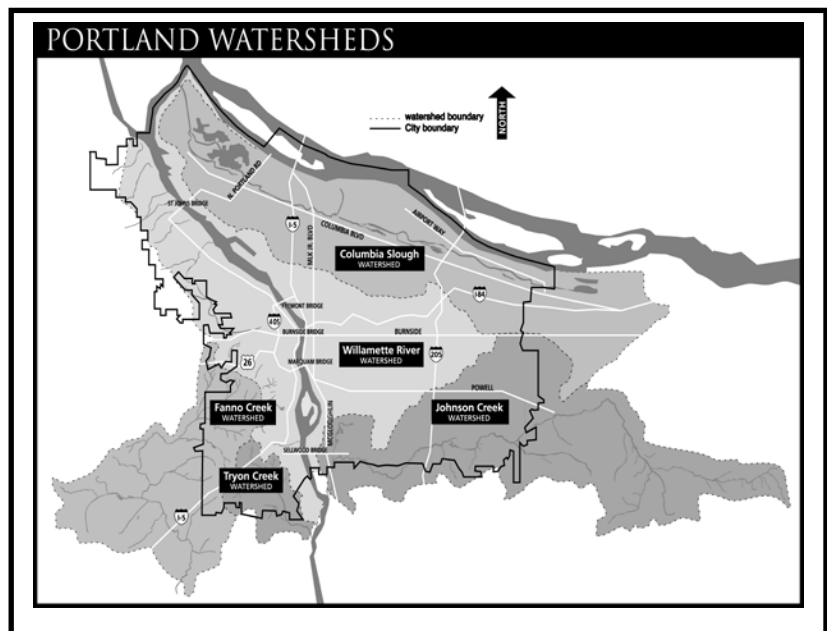 PORTLAND WATERSHEDS
watershed boundary
City boundary
NORTH
N. PORTLAND RD
ST JOHNS BRIDGE
I-5
MLK JR. BLVD
COLUMBIA BLVD
AIRPORT WAY
Columbia Slough
WATERSHED
I-84
FREMONT BRIDGE
405
BURNSIDE BRIDGE
BURNSIDE
Willamette River
WATERSHED
205
26
MARQUAM BRIDGE
POWELL
Fanno Creek
WATERSHED
Johnson Creek
WATERSHED
SELLWOOD BRIDGE
Tryon Creek
WATERSHED
I-5